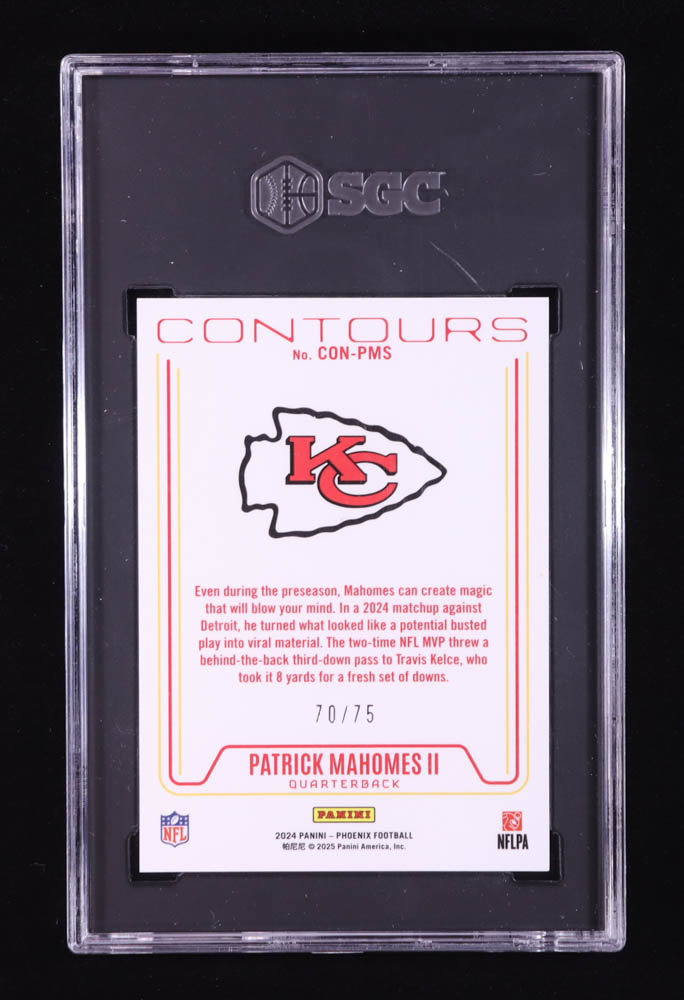 SGC
CONTOURS
No. CON-PMS
KC
Even during the preseason, Mahomes can create magic
that will blow your mind. In a 2024 matchup against
Detroit, he turned what looked like a potential busted
play into viral material. The two-time NFL MVP threw a
behind-the-back third-down pass to Travis Kelce, who
took it 8 yards for a fresh set of downs.
70/75
PATRICK MAHOMES II
QUARTERBACK
PANINI
NFL
2024 PANINI – PHOENIX FOOTBALL
帕尼尼 © 2025 Panini America, Inc.
NFLPA